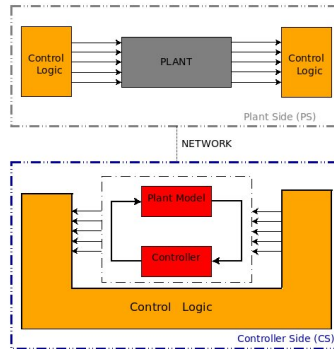 Control
Logic
PLANT
Control
Logic
Plant Side (PS)
NETWORK
Plant Model
Controller
Control Logic
Controller Side (CS)